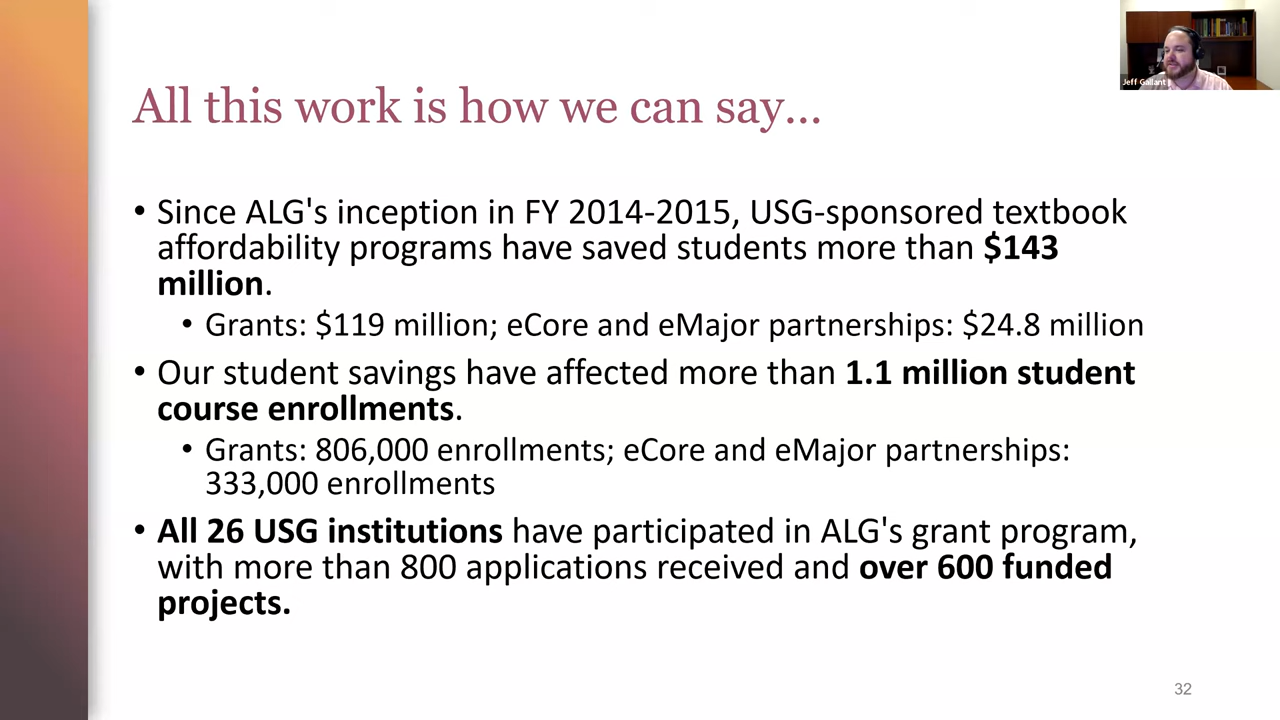 Jeff Gallant
All this work is how we can say...
• Since ALG's inception in FY 2014-2015, USG-sponsored textbook
affordability programs have saved students more than $143
million.
• Grants: $119 million; eCore and eMajor partnerships: $24.8 million
• Our student savings have affected more than 1.1 million student
course enrollments.
• Grants: 806,000 enrollments; eCore and eMajor partnerships:
333,000 enrollments
• All 26 USG institutions have participated in ALG's grant program,
with more than 800 applications received and over 600 funded
projects.
32